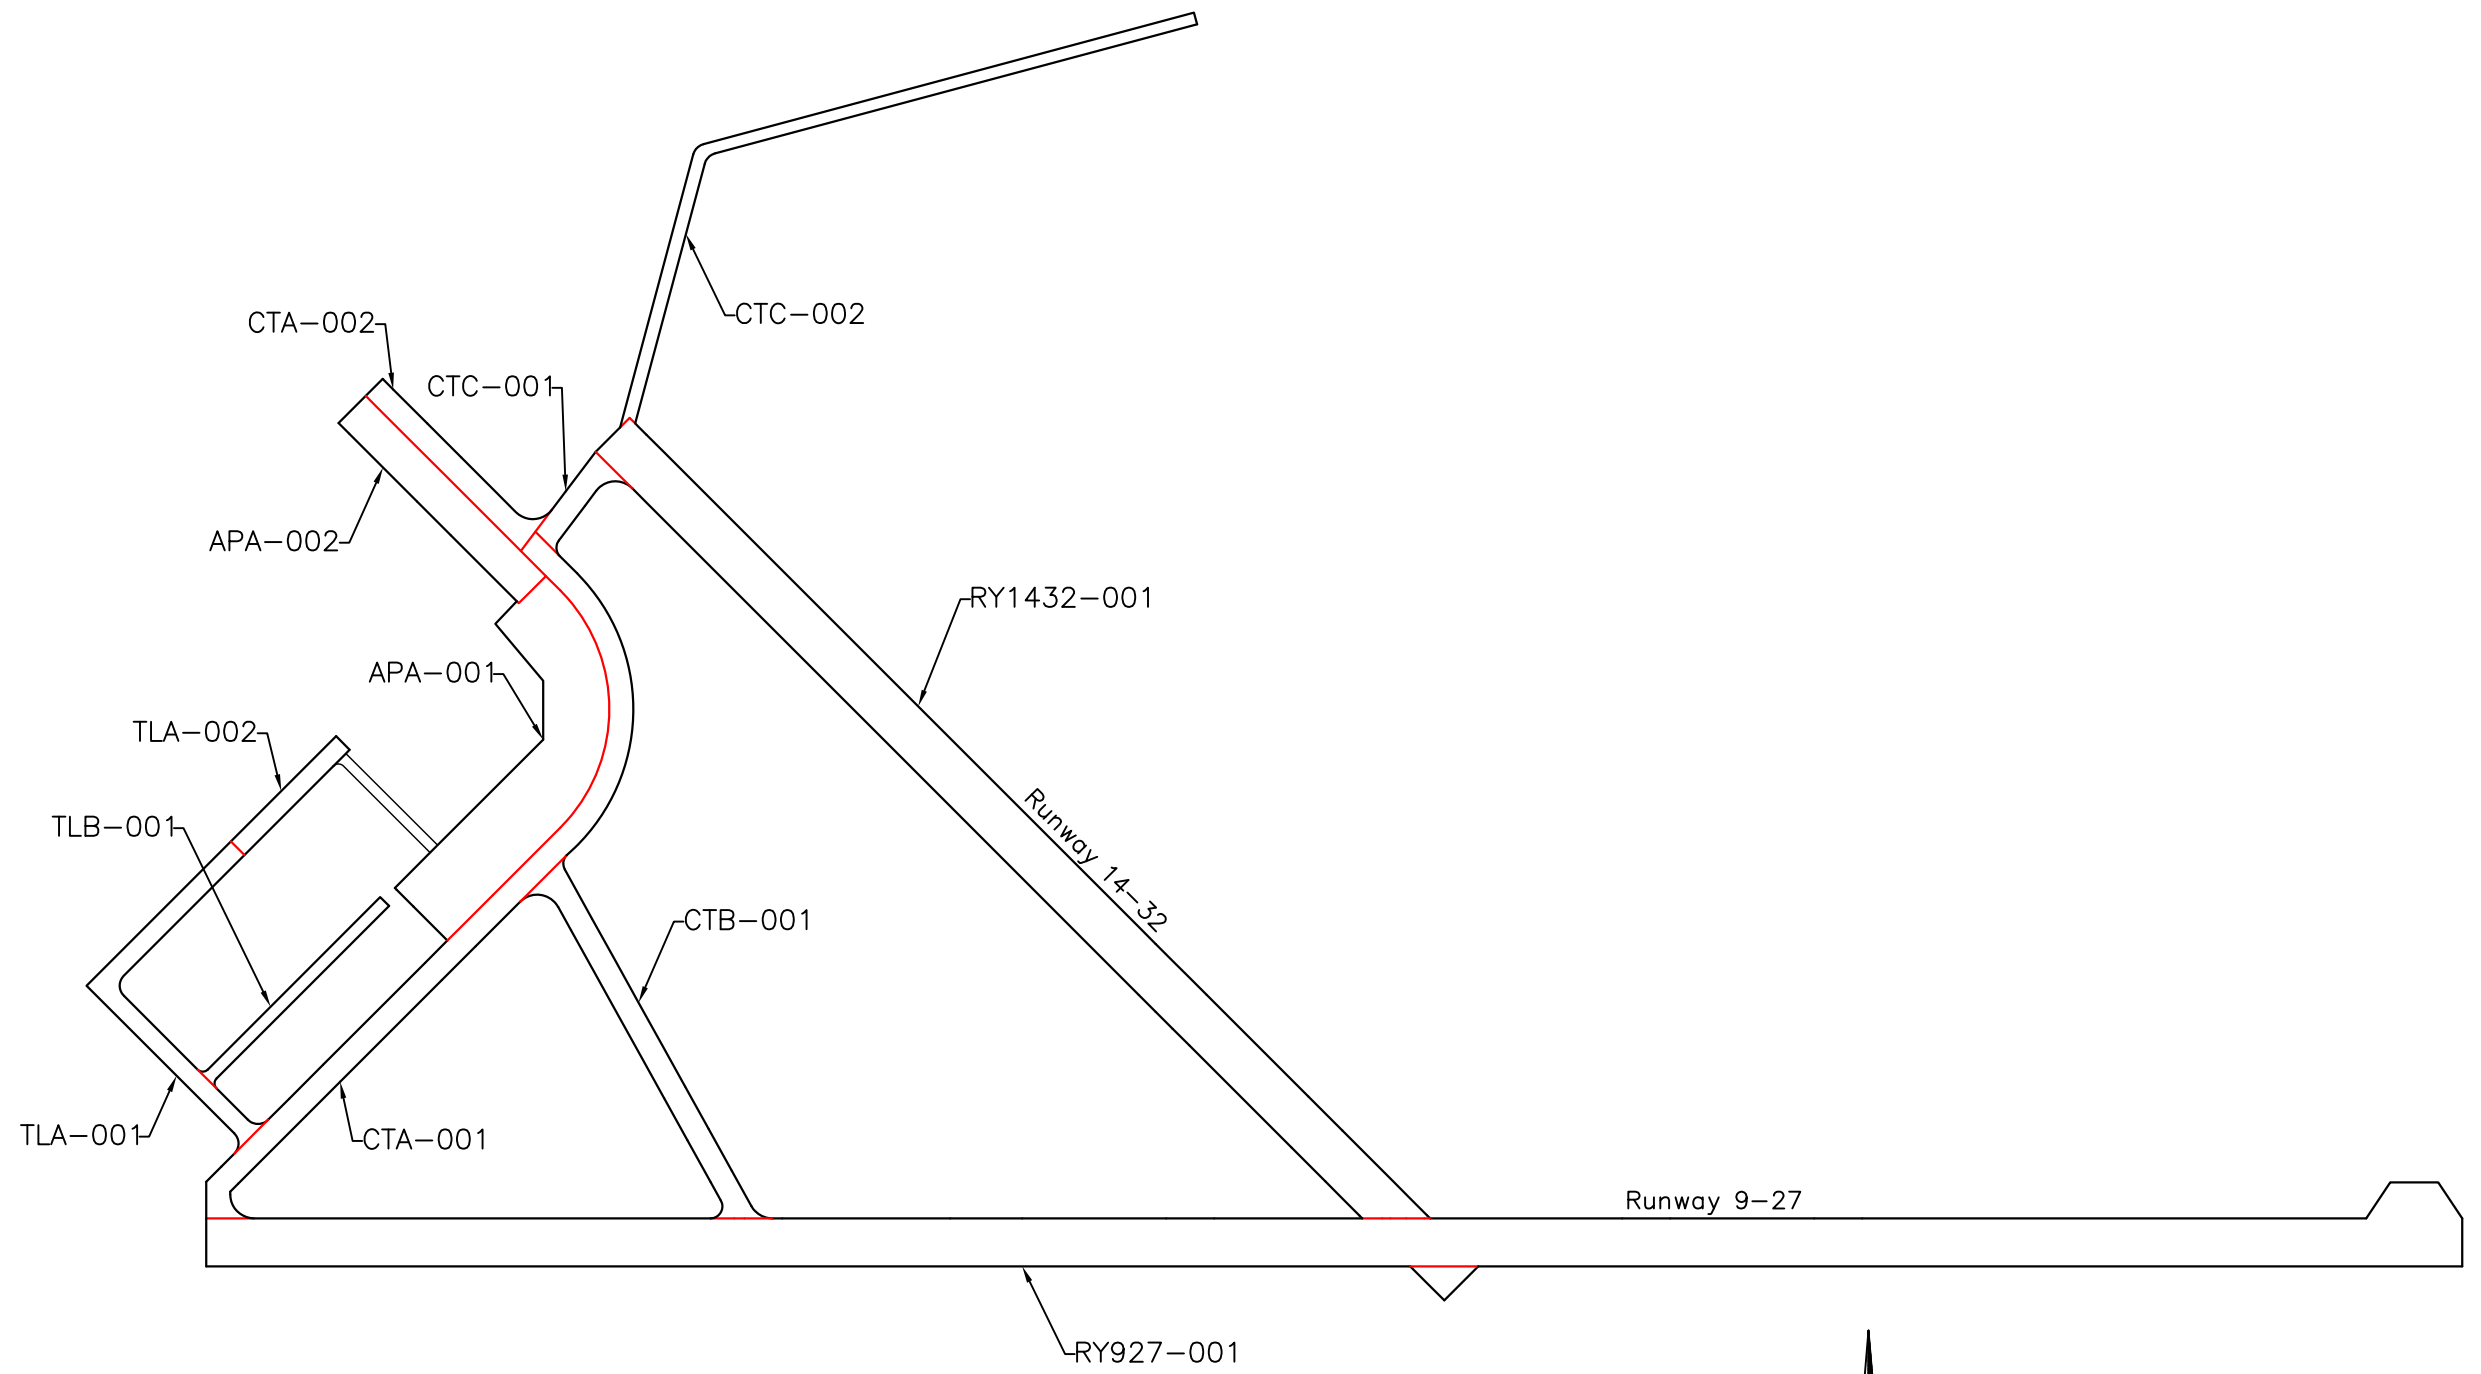 CTC-002
CTA-002
CTC-001
APA-002
RY1432-001
APA-001
TLA-002
Runway 14-32
TLB-001
CTB-001
TLA-001
CTA-001
Runway 9-27
RY927-001